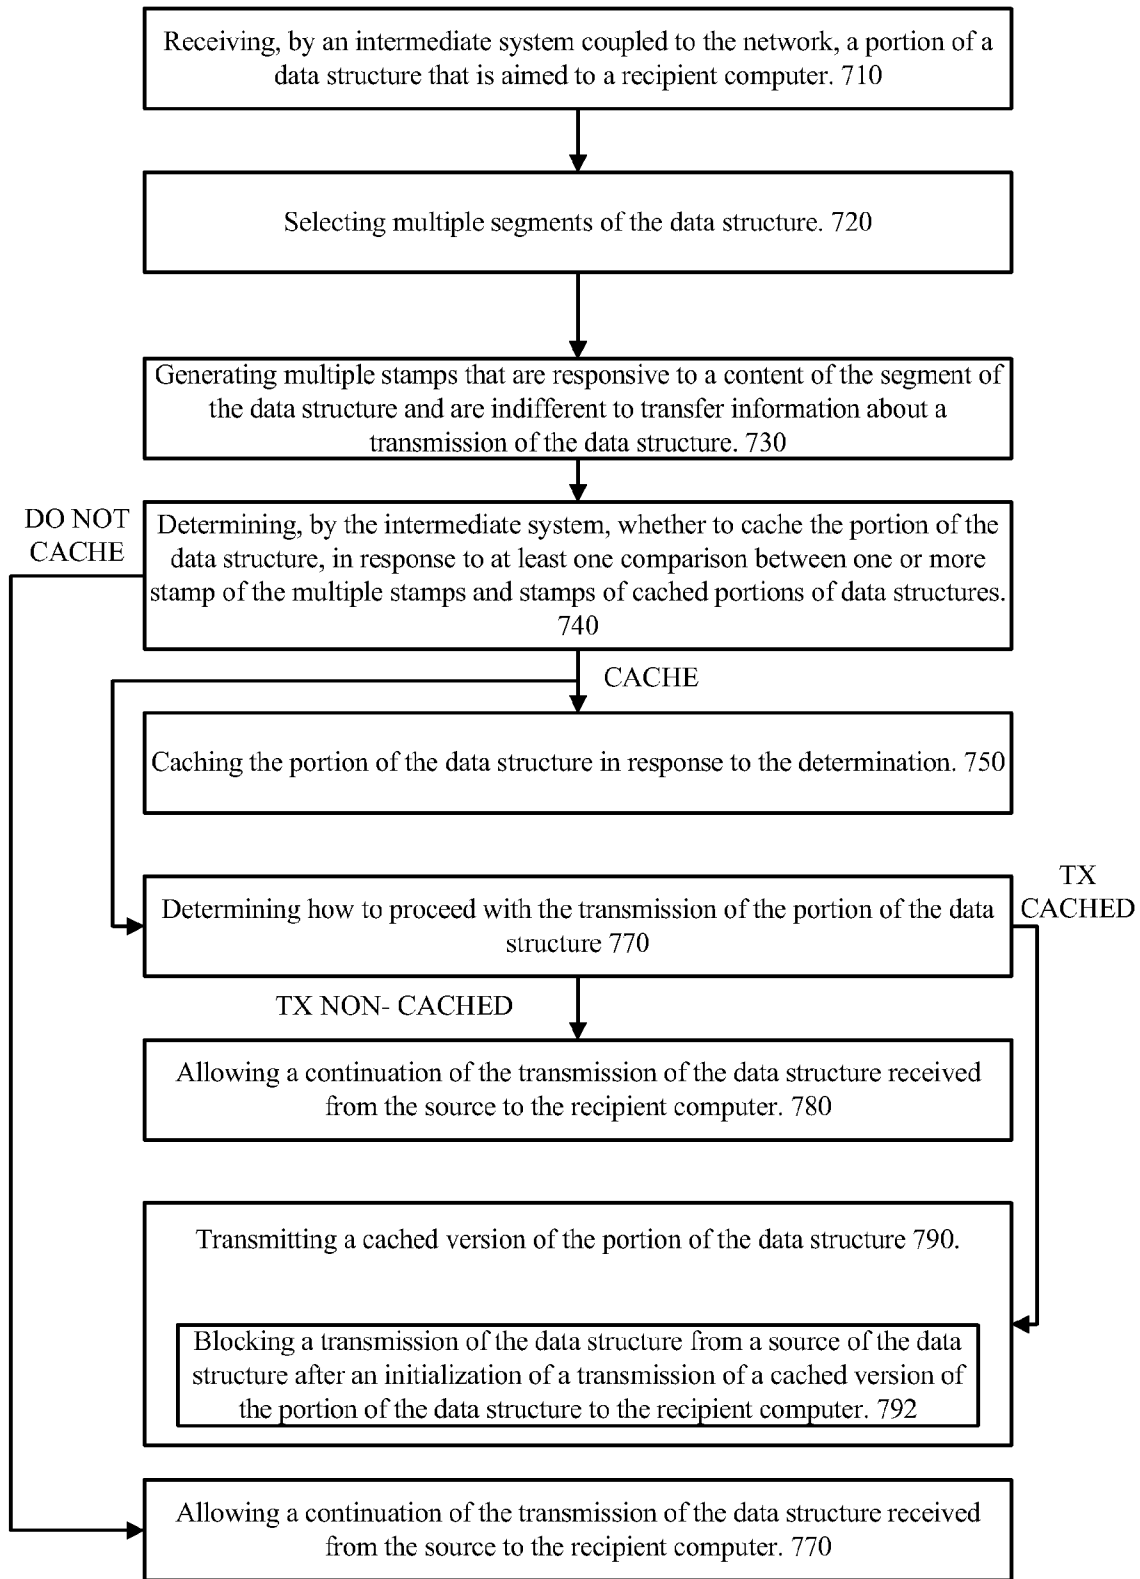 Receiving, by an intermediate system coupled to the network, a portion of a
data structure that is aimed to a recipient computer. 710
Selecting multiple segments of the data structure. 720
Generating multiple stamps that are responsive to a content of the segment of
the data structure and are indifferent to transfer information about a
transmission of the data structure. 730
DO NOT
CACHE
Determining, by the intermediate system, whether to cache the portion of the
data structure, in response to at least one comparison between one or more
stamp of the multiple stamps and stamps of cached portions of data structures.
740
CACHE
Caching the portion of the data structure in response to the determination. 750
TX
CACHED
Determining how to proceed with the transmission of the portion of the data
structure 770
TX NON- CACHED
Allowing a continuation of the transmission of the data structure received
from the source to the recipient computer. 780
Transmitting a cached version of the portion of the data structure 790.
Blocking a transmission of the data structure from a source of the data
structure after an initialization of a transmission of a cached version of
the portion of the data structure to the recipient computer. 792
Allowing a continuation of the transmission of the data structure received
from the source to the recipient computer. 770